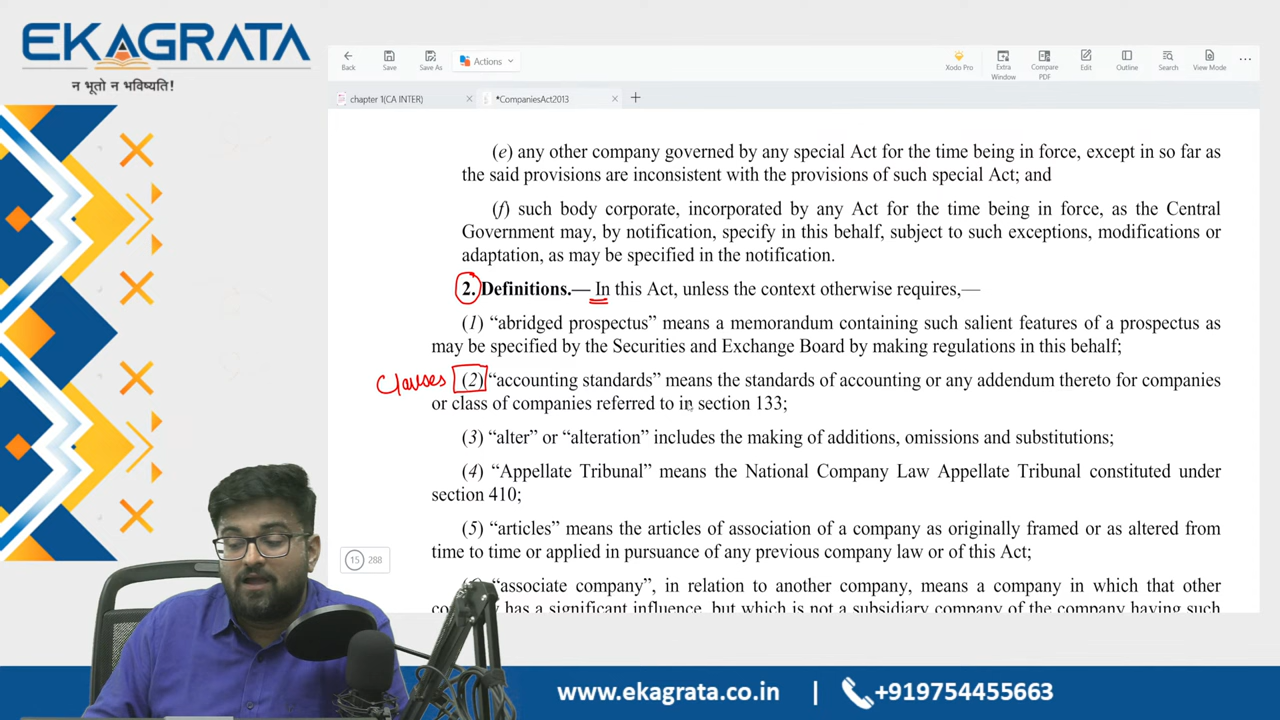 EKAGRATA
न भूतो न भविष्यति!
Back
Save
Save As
Actions
Xodo Pro
Extra Window
Compare PDF
Edit
Outline
Search
View Mode
chapter 1(CA INTER)
*CompaniesAct2013
(e) any other company governed by any special Act for the time being in force, except in so far as
the said provisions are inconsistent with the provisions of such special Act; and
(f) such body corporate, incorporated by any Act for the time being in force, as the Central
Government may, by notification, specify in this behalf, subject to such exceptions, modifications or
adaptation, as may be specified in the notification.
2. Definitions.— In this Act, unless the context otherwise requires,—
(1) “abridged prospectus” means a memorandum containing such salient features of a prospectus as
may be specified by the Securities and Exchange Board by making regulations in this behalf;
Clauses (2) “accounting standards” means the standards of accounting or any addendum thereto for companies
or class of companies referred to in section 133;
(3) “alter” or “alteration” includes the making of additions, omissions and substitutions;
(4) “Appellate Tribunal” means the National Company Law Appellate Tribunal constituted under
section 410;
(5) “articles” means the articles of association of a company as originally framed or as altered from
time to time or applied in pursuance of any previous company law or of this Act;
“associate company”, in relation to another company, means a company in which that other
has a significant influence, but which is not a subsidiary company of the company having such
15 288
www.ekagrata.co.in | +919754455663